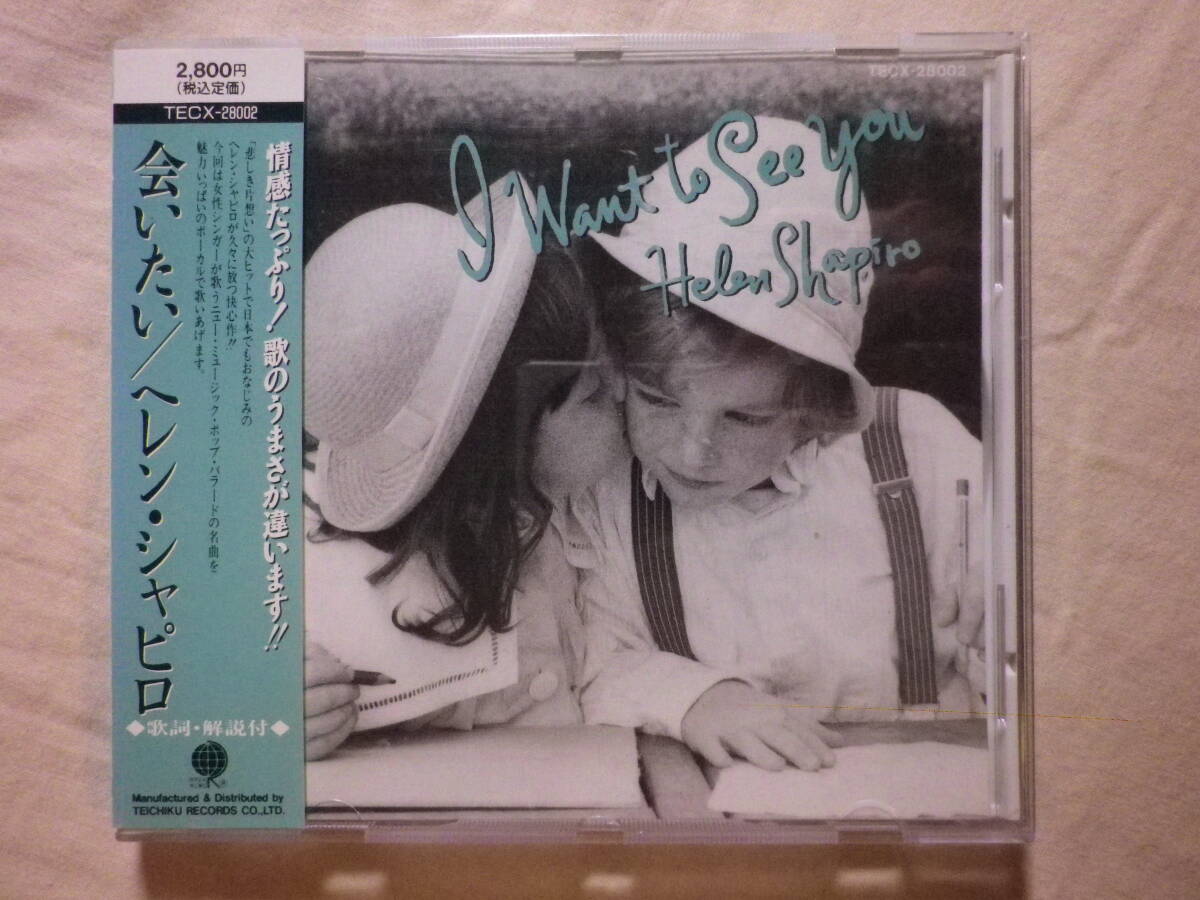 2,800円
(税込定価)
TECX-28002
情感たっぷり! 歌のうまさが違います!!
「悲しき片想い」の大ヒットで日本でもおなじみの
ヘレン・シャピロが久々に放つ快心作!!
今回は女性シンガーが歌うニュー・ミュージック・ポップ・バラードの名曲を
魅力いっぱいのボーカルで歌いあげます。
会いたい/ヘレン・シャピロ
◆歌詞・解説付◆
Manufactured & Distributed by
TEICHIKU RECORDS CO.,LTD.
TECX-28002
I Want to See You
Helen Shapiro